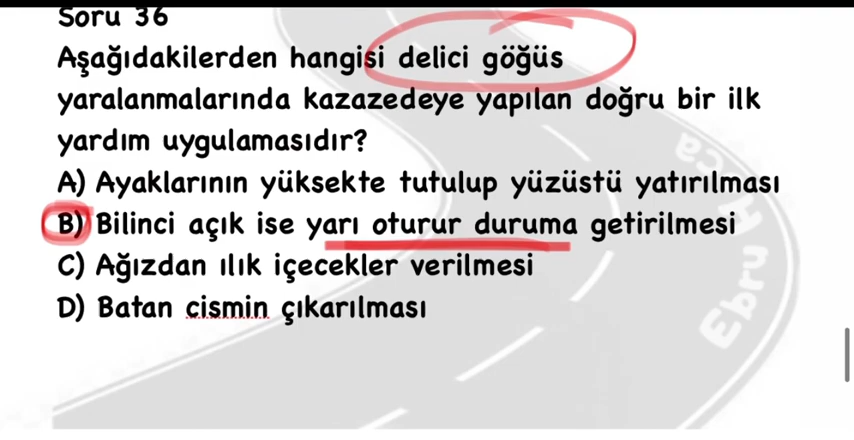 Soru 36
Aşağıdakilerden hangisi delici göğüs
yaralanmalarında kazazedeye yapılan doğru bir ilk
yardım uygulamasıdır?
A) Ayaklarının yüksekte tutulup yüzüstü yatırılması
B) Bilinci açık ise yarı oturur duruma getirilmesi
C) Ağızdan ılık içecekler verilmesi
D) Batan cismin çıkarılması
Ebru H ca